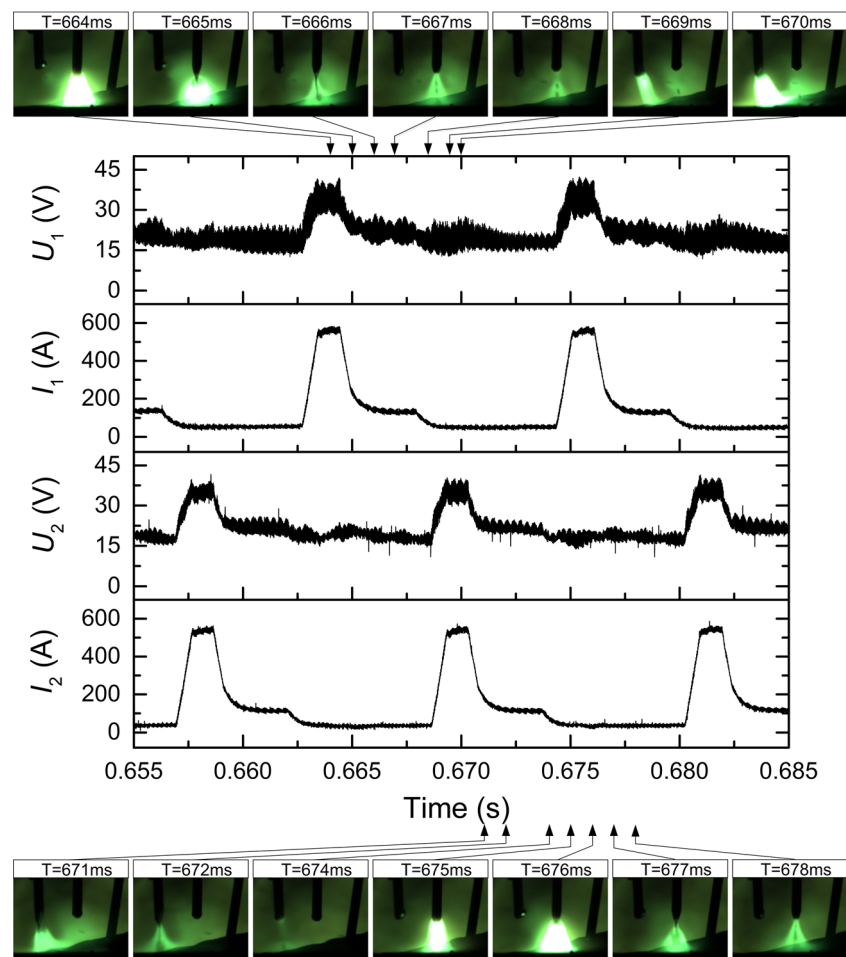 T=664ms T=665ms T=666ms T=667ms T=668ms T=669ms T=670ms
45
30
15
0
U1 (V)
600
400
200
0
I1 (A)
45
30
15
0
U2 (V)
600
400
200
0
I2 (A)
0.655 0.660 0.665 0.670 0.675 0.680 0.685
Time (s)
T=671ms T=672ms T=674ms T=675ms T=676ms T=677ms T=678ms